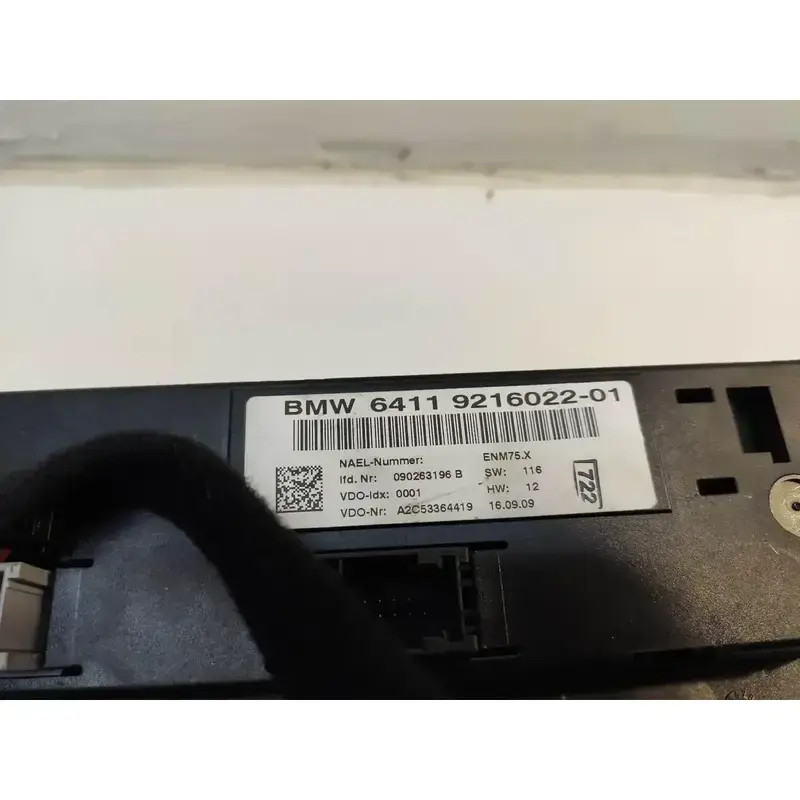 BMW 6411 9216022-01
NAEL-Nummer: ENM75.X
lfd. Nr: 090263196 B SW: 116
VDO-Idx: 0001 HW: 12
VDO-Nr: A2C53364419 16.09.09
722